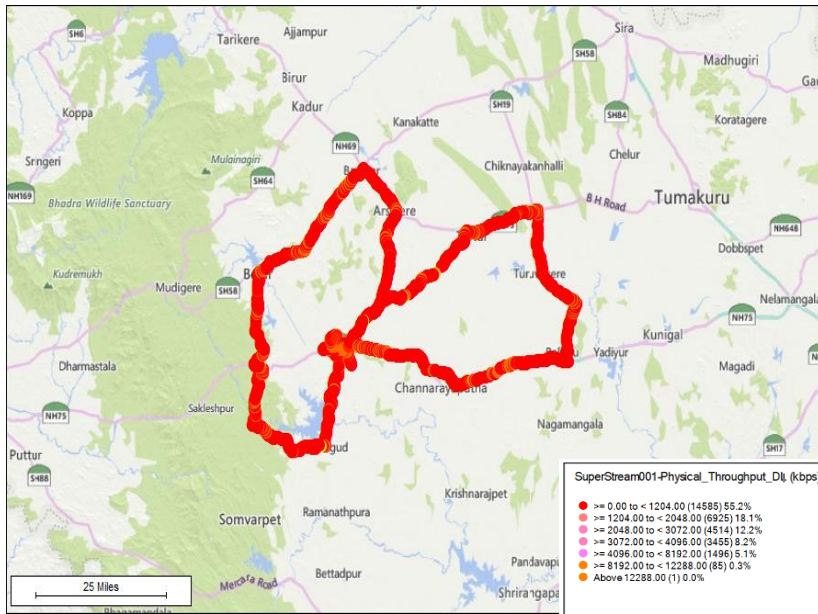 SH6
Ajjampur
Tarikere
Sira
SH58
Madhugiri
Birur
Koppa
Kadur
SH19
Kanakatte
SH84
Koratagere
NH69
Chelur
Sringeri
Mulainagiri
Chiknayakanhalli
SH64
NH169
Bhadra Wildlife Sanctuary
B H Road
Tumakuru
NH648
Dobbspet
Kudremukh
SH58
Mudigere
Nelamangala
NH75
Kunigal
Dharmastala
Yadiyur
Magadi
Channarayapatna
Sakleshpur
NH75
Nagamangala
SH17
Puttur
SH88
Krishnarajpet
Ramanathpura
Somvarpet
Mercara Road
Bettadpur
Pandavapu
Shrirangapa
Bhagamandala
25 Miles
SuperStream001-Physical_Throughput_DL, (kbps)
>= 0.00 to < 1204.00 (14585) 55.2%
>= 1204.00 to < 2048.00 (6925) 18.1%
>= 2048.00 to < 3072.00 (4514) 12.2%
>= 3072.00 to < 4096.00 (3455) 8.2%
>= 4096.00 to < 8192.00 (1496) 5.1%
>= 8192.00 to < 12288.00 (85) 0.3%
Above 12288.00 (1) 0.0%